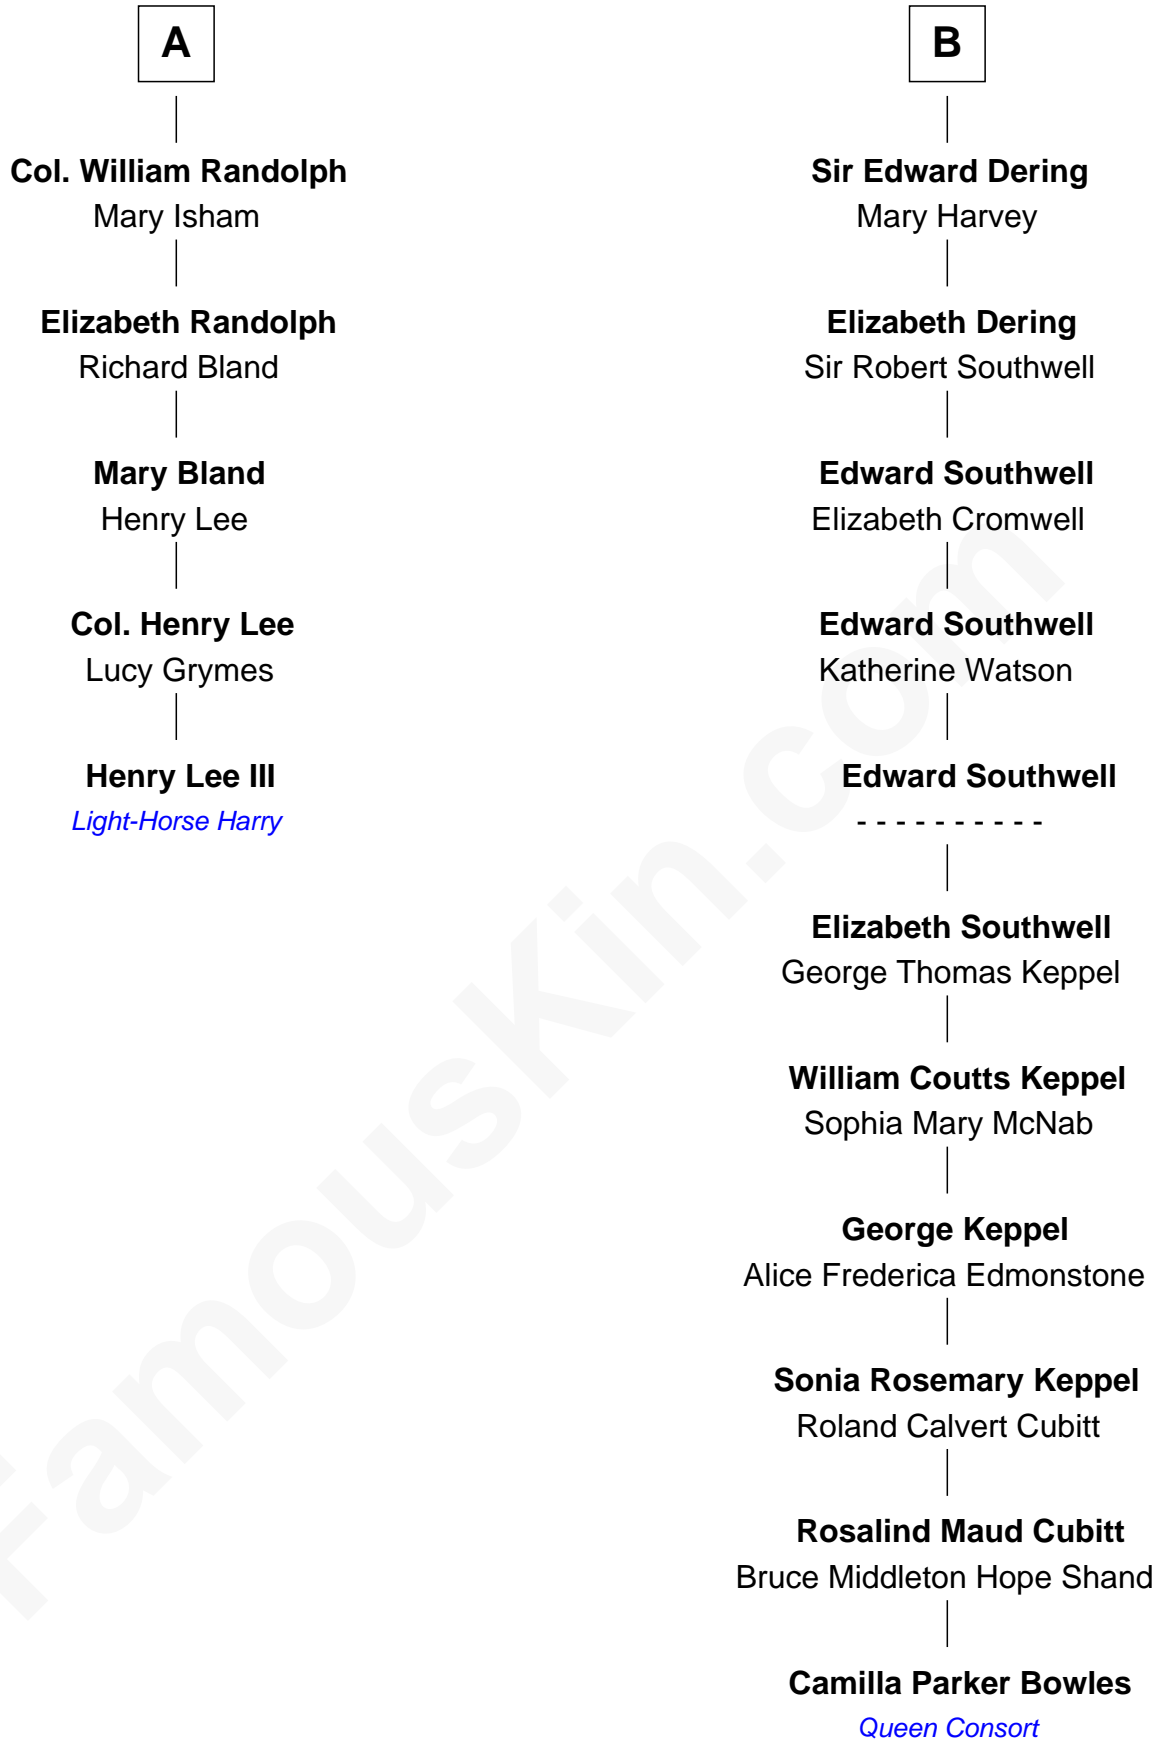 A
Col. William Randolph
Mary Isham
Elizabeth Randolph
Richard Bland
Mary Bland
Henry Lee
Col. Henry Lee
Lucy Grymes
Henry Lee III
Light-Horse Harry
B
Sir Edward Dering
Mary Harvey
Elizabeth Dering
Sir Robert Southwell
Edward Southwell
Elizabeth Cromwell
Edward Southwell
Katherine Watson
Edward Southwell
- - - - - - - - - -
Elizabeth Southwell
George Thomas Keppel
William Coutts Keppel
Sophia Mary McNab
George Keppel
Alice Frederica Edmonstone
Sonia Rosemary Keppel
Roland Calvert Cubitt
Rosalind Maud Cubitt
Bruce Middleton Hope Shand
Camilla Parker Bowles
Queen Consort
FamousKin.com